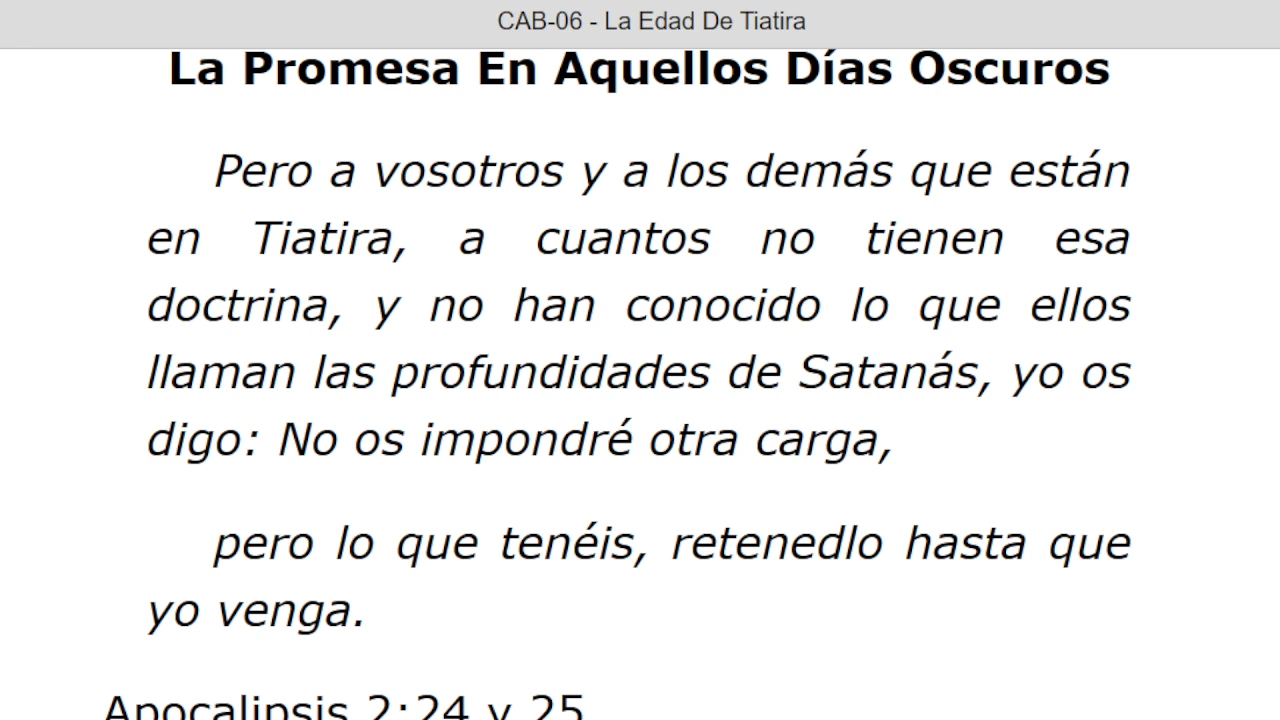 CAB-06 - La Edad De Tiatira
La Promesa En Aquellos Días Oscuros
Pero a vosotros y a los demás que están
en Tiatira, a cuantos no tienen esa
doctrina, y no han conocido lo que ellos
llaman las profundidades de Satanás, yo os
digo: No os impondré otra carga,
pero lo que tenéis, retenedlo hasta que
yo venga.
Apocalipsis 2:24 y 25